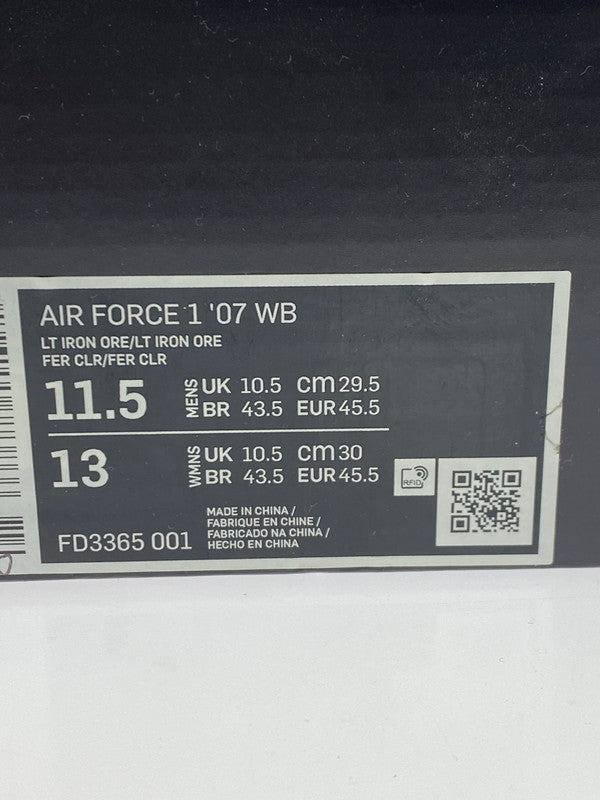 AIR FORCE 1 '07 WB
LT IRON ORE/LT IRON ORE
FER CLR/FER CLR
11.5 MENS UK 10.5 CM 29.5
BR 43.5 EUR 45.5
13 WMNS UK 10.5 CM 30
BR 43.5 EUR 45.5
RFID
MADE IN CHINA /
FABRIQUE EN CHINE /
FABRICADO NA CHINA /
HECHO EN CHINA
FD3365 001